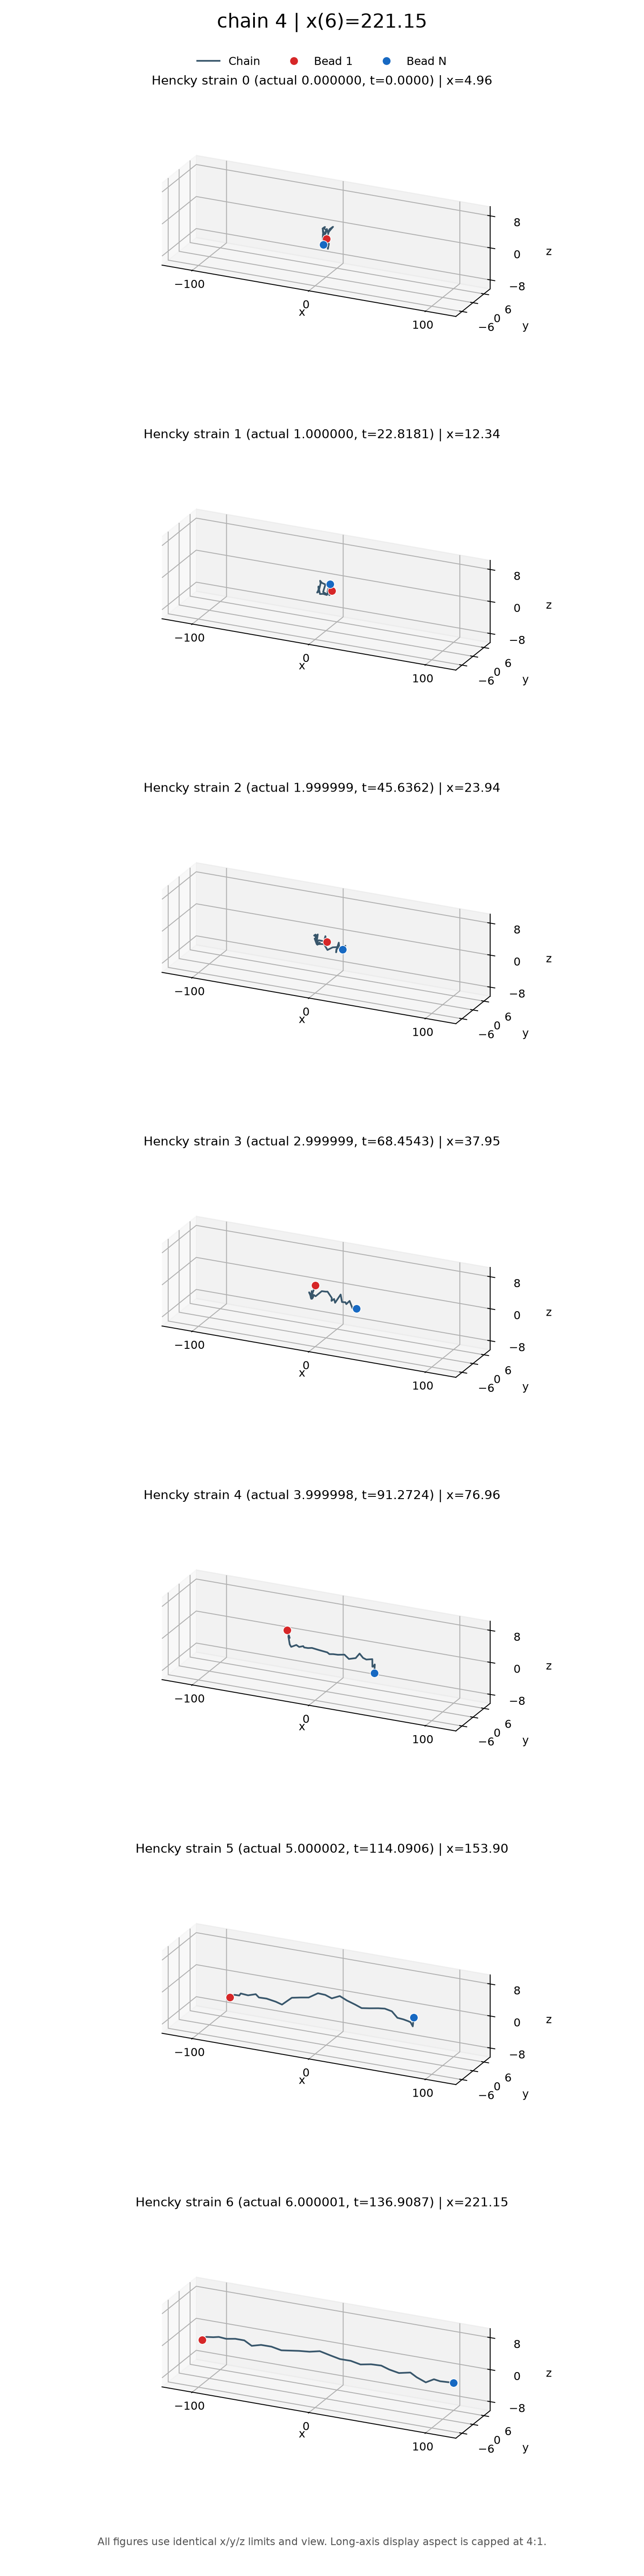 chain 4 | x(6)=221.15
Chain Bead 1 Bead N
Hencky strain 0 (actual 0.000000, t=0.0000) | x=4.96
8
0
−8
z
−100
0
100
x
6
0
−6
y
Hencky strain 1 (actual 1.000000, t=22.8181) | x=12.34
8
0
−8
z
−100
0
100
x
6
0
−6
y
Hencky strain 2 (actual 1.999999, t=45.6362) | x=23.94
8
0
−8
z
−100
0
100
x
6
0
−6
y
Hencky strain 3 (actual 2.999999, t=68.4543) | x=37.95
8
0
−8
z
−100
0
100
x
6
0
−6
y
Hencky strain 4 (actual 3.999998, t=91.2724) | x=76.96
8
0
−8
z
−100
0
100
x
6
0
−6
y
Hencky strain 5 (actual 5.000002, t=114.0906) | x=153.90
8
0
−8
z
−100
0
100
x
6
0
−6
y
Hencky strain 6 (actual 6.000001, t=136.9087) | x=221.15
8
0
−8
z
−100
0
100
x
6
0
−6
y
All figures use identical x/y/z limits and view. Long-axis display aspect is capped at 4:1.